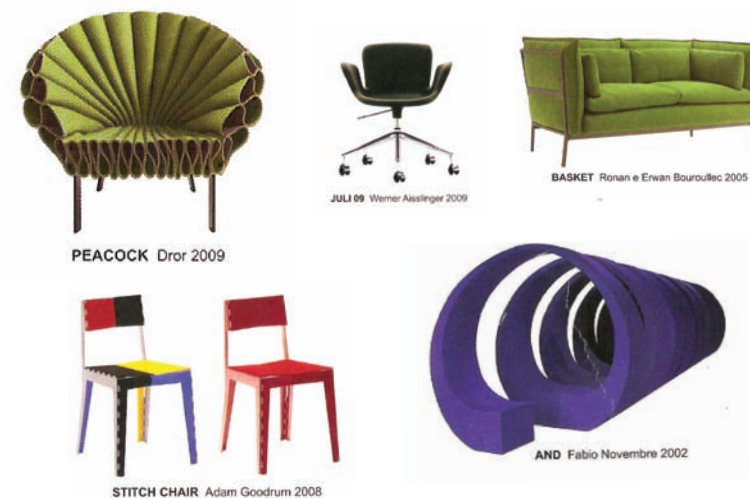 PEACOCK Dror 2009
JULI 09 Werner Aisslinger 2009
BASKET Ronan e Erwan Bouroullec 2005
STITCH CHAIR Adam Goodrum 2008
AND Fabio Novembre 2002